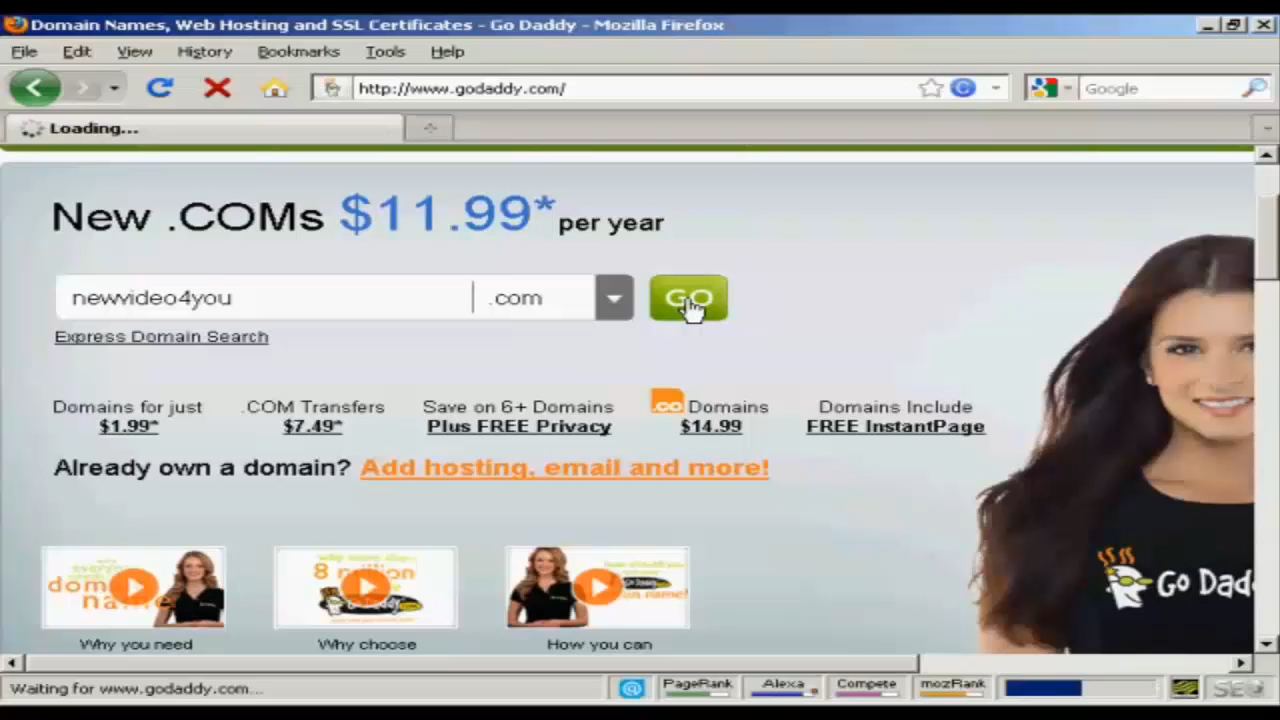 Domain Names, Web Hosting and SSL Certificates - Go Daddy - Mozilla Firefox
File Edit View History Bookmarks Tools Help
http://www.godaddy.com/
Google
Loading...
New .COMs $11.99* per year
newvideo4you .com GO
Express Domain Search
Domains for just .COM Transfers Save on 6+ Domains .co Domains Domains Include
$1.99* $7.49* Plus FREE Privacy $14.99 FREE InstantPage
Already own a domain? Add hosting, email and more!
8 million
Go Daddy
Why you need Why choose How you can
Waiting for www.godaddy.com... PageRank Alexa Compete mozRank SEO